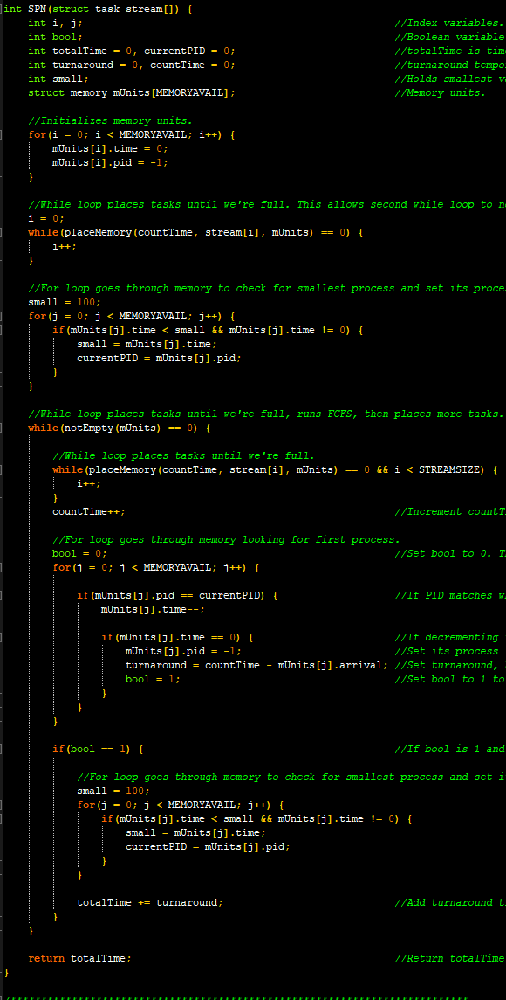 int SPN(struct task stream[]) {
int i, j; //Index variables.
int bool; //Boolean variable
int totalTime = 0, currentPID = 0; //totalTime is
int turnaround = 0, countTime = 0; //turnaround
int small; //Holds smallest
struct memory mUnits[MEMORYAVAIL]; //Memory units.
//Initializes memory units.
for(i = 0; i < MEMORYAVAIL; i++) {
mUnits[i].time = 0;
mUnits[i].pid = -1;
}
//While loop places tasks until we're full. This allows second while loop to
i = 0;
while(placeMemory(countTime, stream[i], mUnits) == 0) {
i++;
}
//For loop goes through memory to check for smallest process and set its
small = 100;
for(j = 0; j < MEMORYAVAIL; j++) {
if(mUnits[j].time < small && mUnits[j].time != 0) {
small = mUnits[j].time;
currentPID = mUnits[j].pid;
}
}
//While loop places tasks until we're full, runs FCFS, then places more tasks.
while(notEmpty(mUnits) == 0) {
//While loop places tasks until we're full.
while(placeMemory(countTime, stream[i], mUnits) == 0 && i < STREAMSIZE) {
i++;
}
countTime++; //Increment
//For loop goes through memory looking for first process.
bool = 0; //Set bool to 0.
for(j = 0; j < MEMORYAVAIL; j++) {
if(mUnits[j].pid == currentPID) { //If PID matches
mUnits[j].time--;
if(mUnits[j].time == 0) { //If decrementing
mUnits[j].pid = -1; //Set its process
turnaround = countTime - mUnits[j].arrival; //Set turnaround,
bool = 1; //Set bool to 1 to
}
}
}
if(bool == 1) { //If bool is 1 and
//For loop goes through memory to check for smallest process and set
small = 100;
for(j = 0; j < MEMORYAVAIL; j++) {
if(mUnits[j].time < small && mUnits[j].time != 0) {
small = mUnits[j].time;
currentPID = mUnits[j].pid;
}
}
totalTime += turnaround; //Add turnaround
}
}
return totalTime; //Return totalTime
}